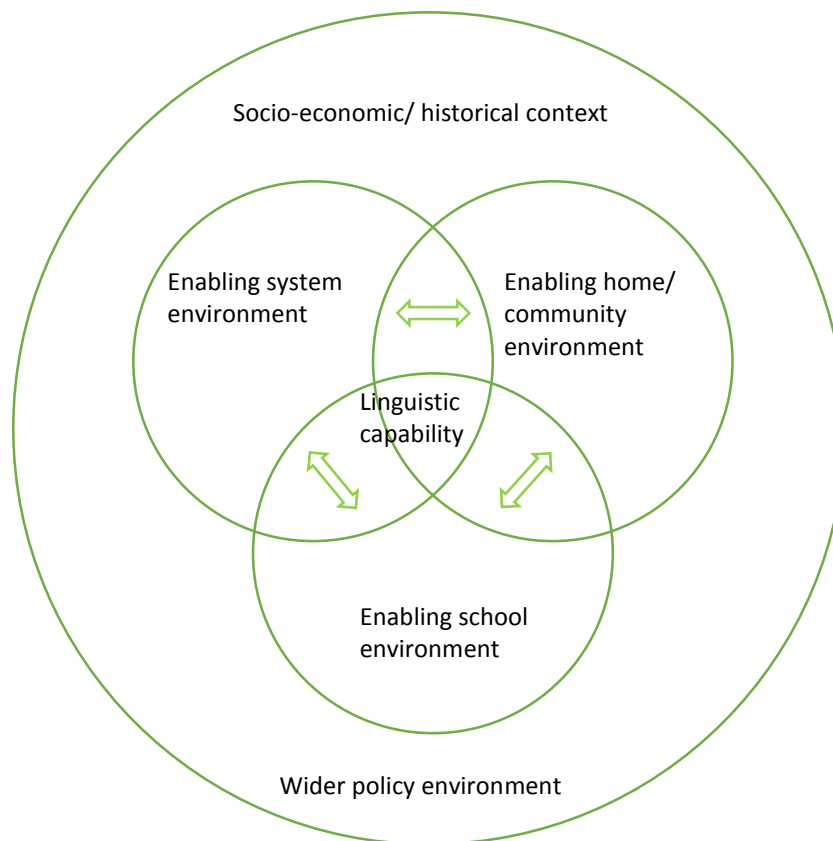 Socio-economic/ historical context
Enabling system
environment
Enabling home/
community
environment
Linguistic
capability
Enabling school
environment
Wider policy environment